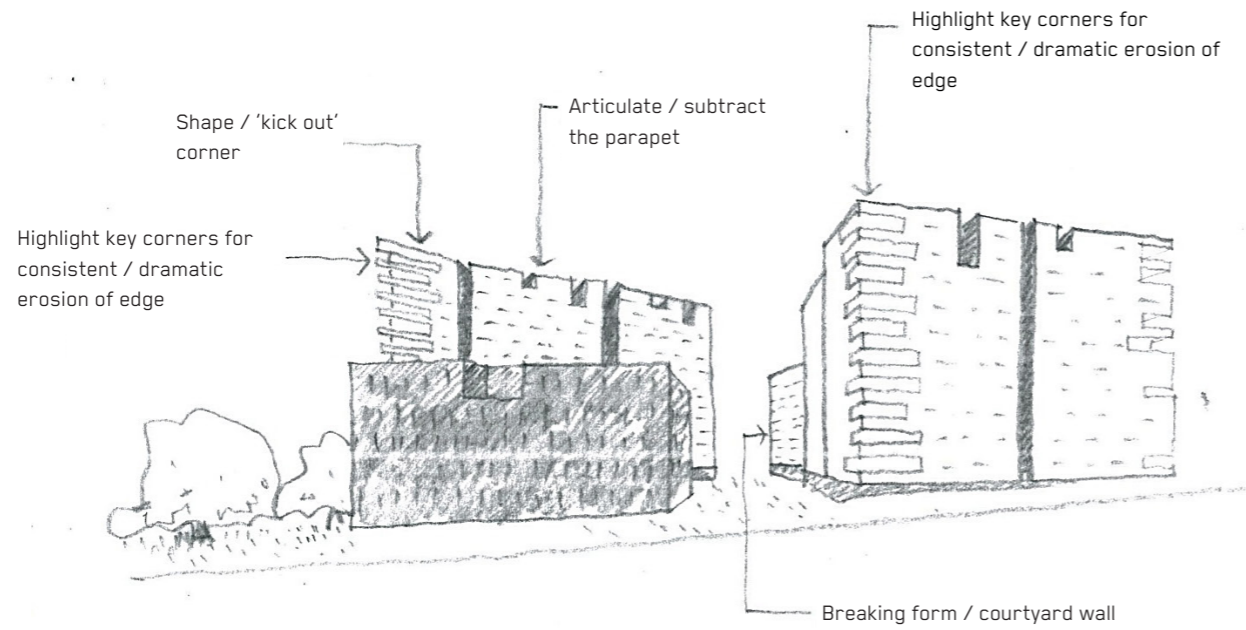 Highlight key corners for
consistent / dramatic erosion of
edge
Articulate / subtract
the parapet
Shape / ‘kick out’
corner
Highlight key corners for
consistent / dramatic
erosion of edge
Breaking form / courtyard wall